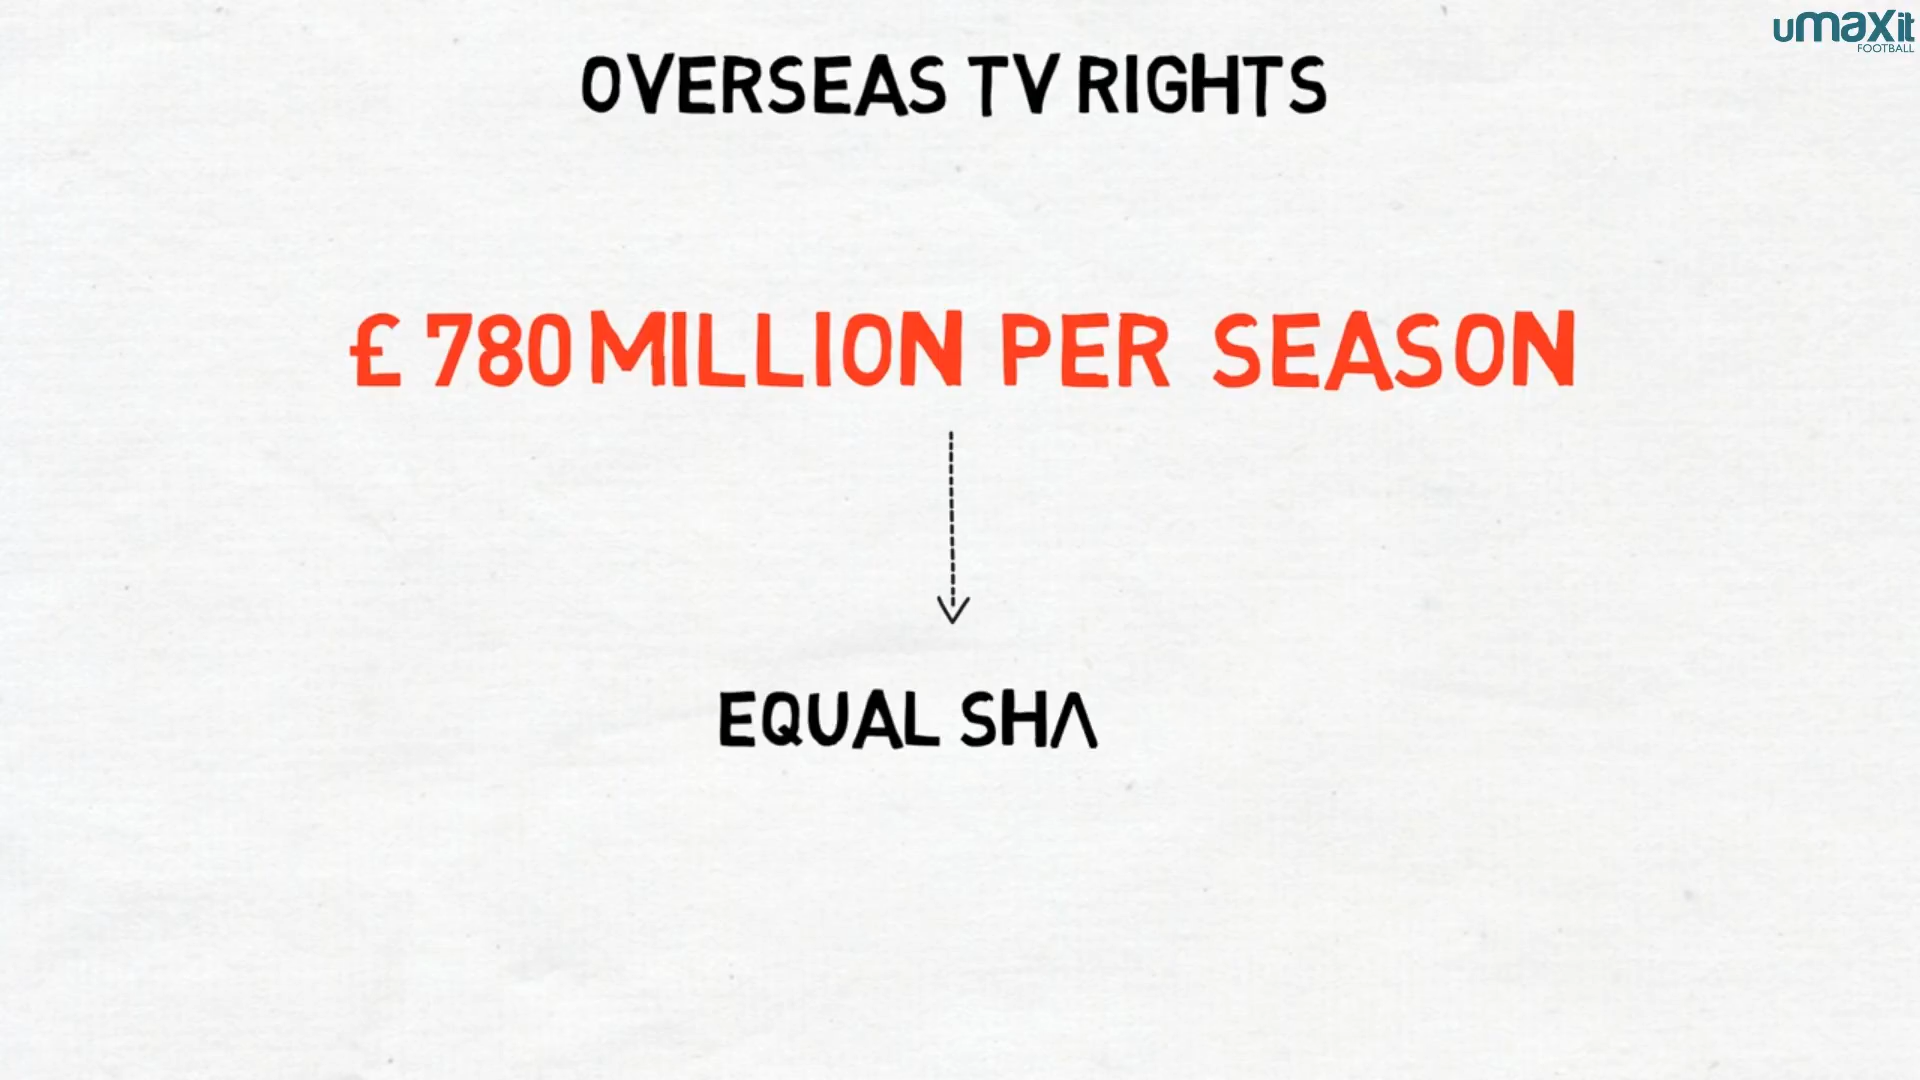 umaxit
FOOTBALL
OVERSEAS TV RIGHTS
£780 MILLION PER SEASON
EQUAL SHA